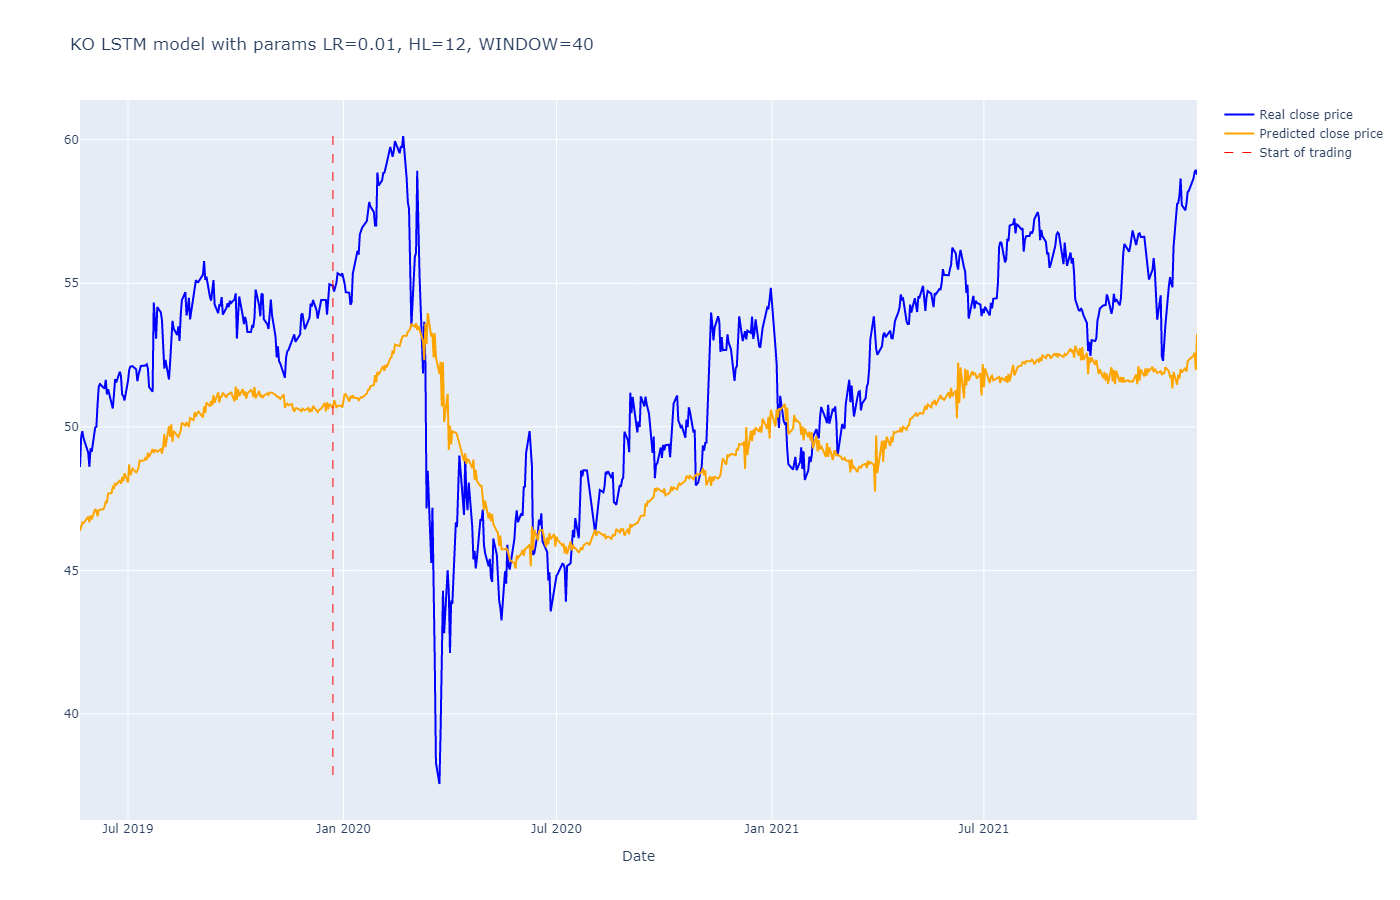 KO LSTM model with params LR=0.01, HL=12, WINDOW=40
Real close price
Predicted close price
Start of trading
60
55
50
45
40
Jul 2019
Jan 2020
Jul 2020
Jan 2021
Jul 2021
Date